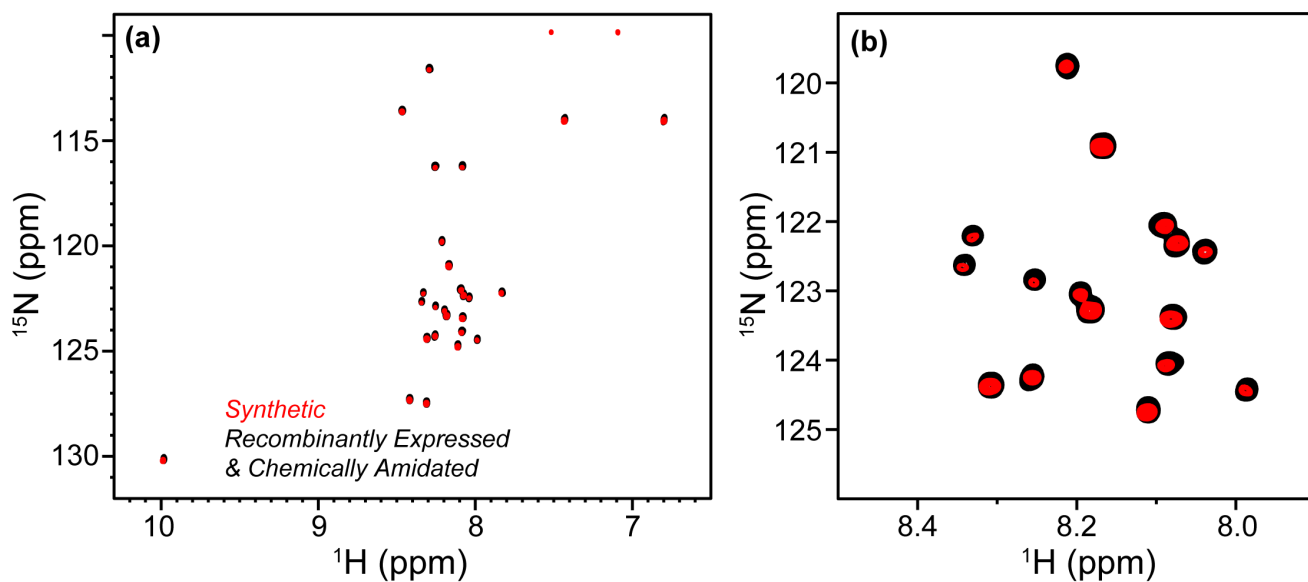 (a)
115
120
125
130
¹⁵N (ppm)
Synthetic
Recombinantly Expressed
& Chemically Amidated
10
9
8
7
¹H (ppm)
(b)
120
121
122
123
124
125
¹⁵N (ppm)
8.4
8.2
8.0
¹H (ppm)